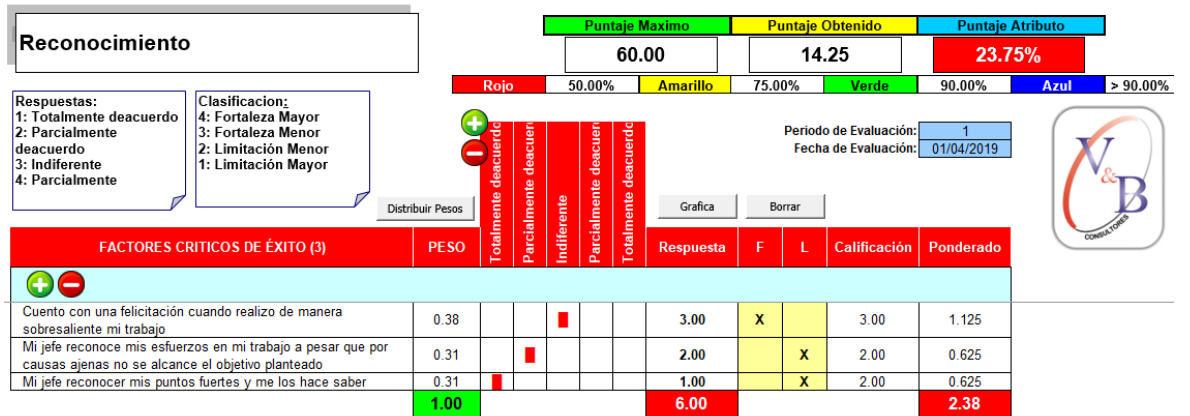 Reconocimiento
Puntaje Maximo Puntaje Obtenido Puntaje Atributo
60.00 14.25 23.75%
Rojo 50.00% Amarillo 75.00% Verde 90.00% Azul > 90.00%
Respuestas:
1: Totalmente deacuerdo
2: Parcialmente
deacuerdo
3: Indiferente
4: Parcialmente
Clasificacion:
4: Fortaleza Mayor
3: Fortaleza Menor
2: Limitación Menor
1: Limitación Mayor
Periodo de Evaluación: 1
Fecha de Evaluación: 01/04/2019
V&B
CONSULTORES
Distribuir Pesos
Grafica
Borrar
FACTORES CRITICOS DE ÉXITO (3) PESO Totalmente deacuerdo Parcialmente deacuerd Indiferente Parcialmente deacuerd Totalmente deacuerdo Respuesta F L Calificación Ponderado
Cuento con una felicitación cuando realizo de manera
sobresaliente mi trabajo
0.38 3.00 X 3.00 1.125
Mi jefe reconoce mis esfuerzos en mi trabajo a pesar que por
causas ajenas no se alcance el objetivo planteado
0.31 2.00 X 2.00 0.625
Mi jefe reconocer mis puntos fuertes y me los hace saber 0.31 1.00 X 2.00 0.625
1.00 6.00 2.38